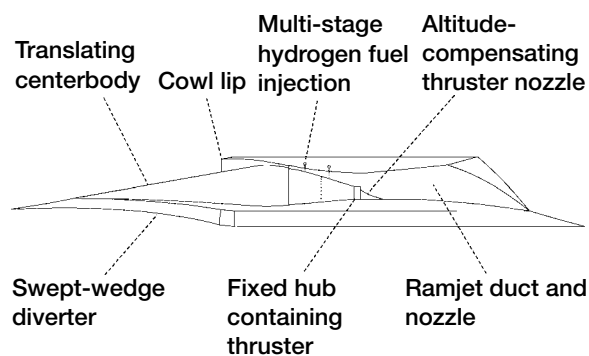 Translating
centerbody
Cowl lip
Multi-stage
hydrogen fuel
injection
Altitude-
compensating
thruster nozzle
Swept-wedge
diverter
Fixed hub
containing
thruster
Ramjet duct and
nozzle